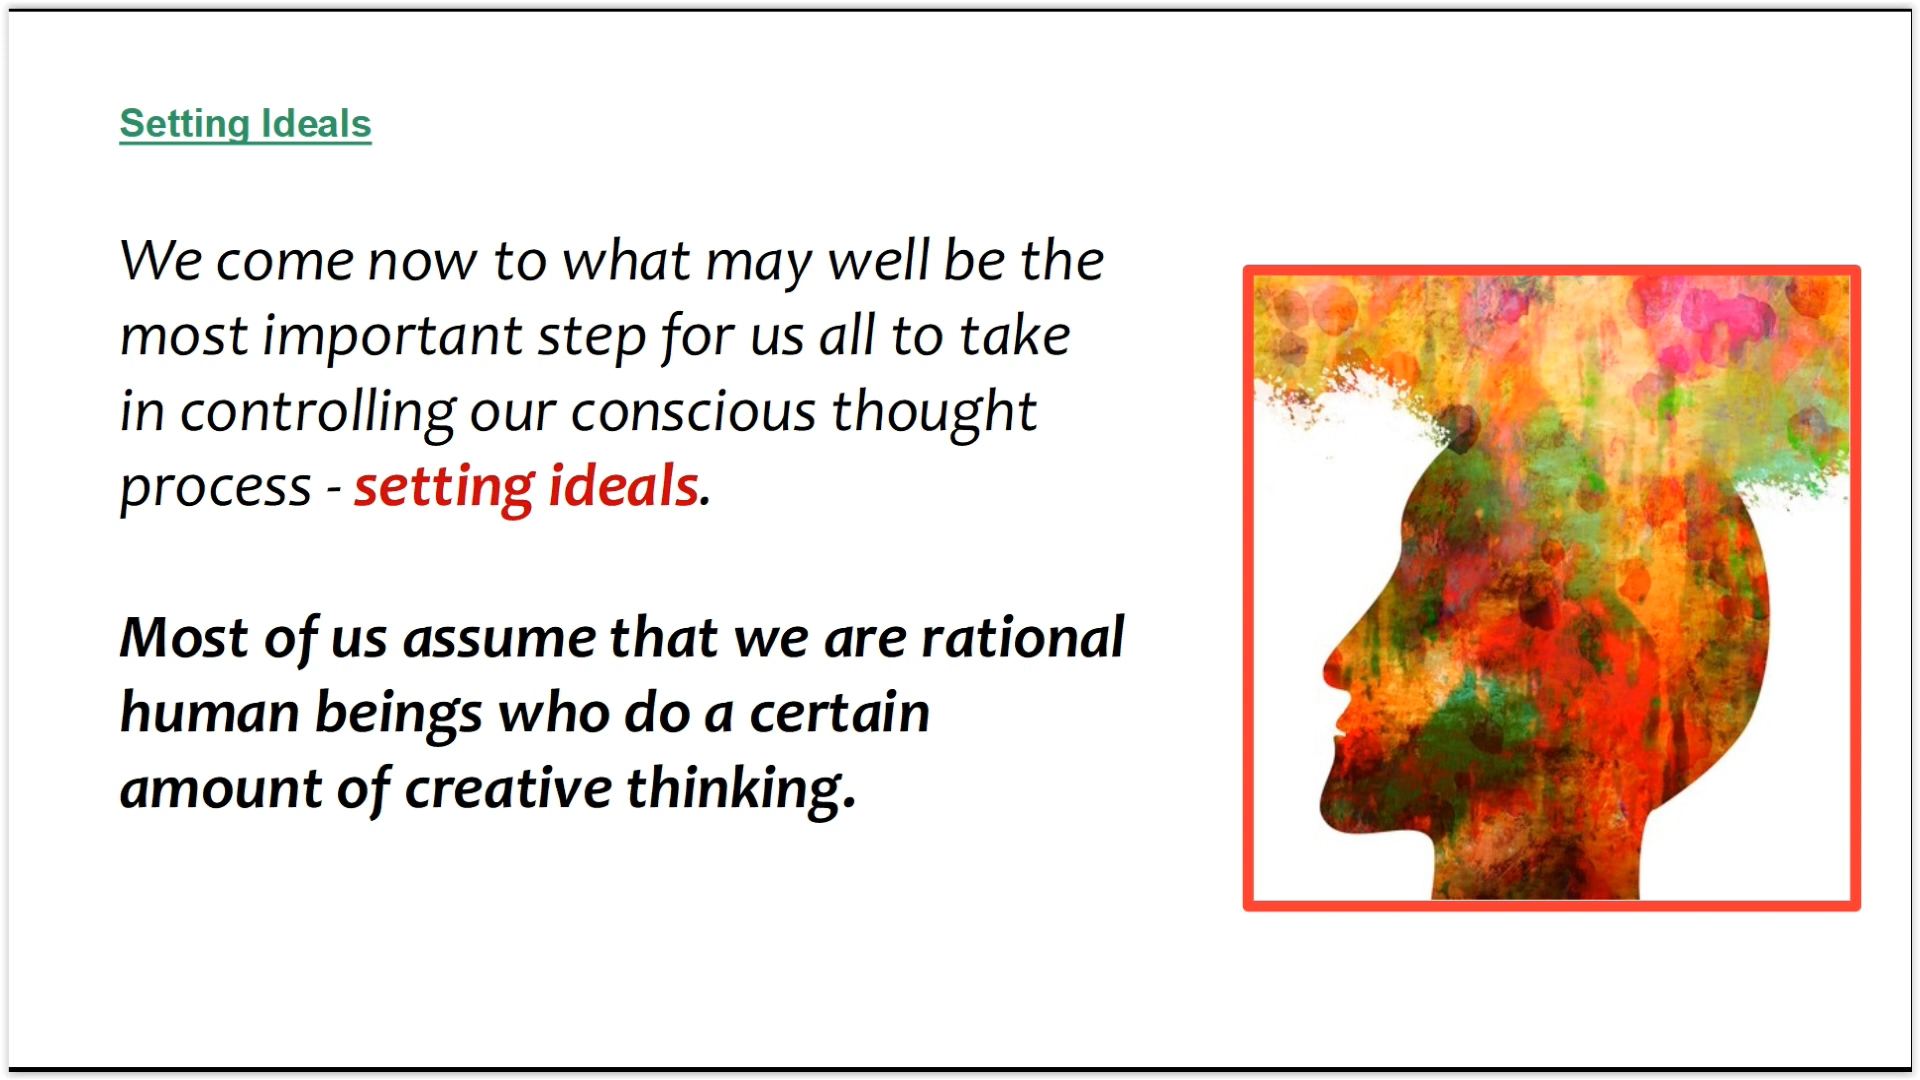 Setting Ideals
We come now to what may well be the
most important step for us all to take
in controlling our conscious thought
process - setting ideals.
Most of us assume that we are rational
human beings who do a certain
amount of creative thinking.